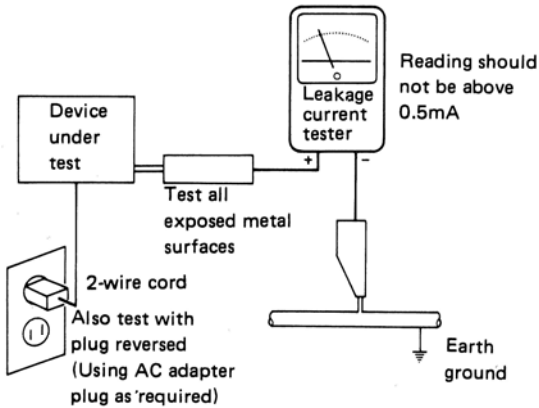 Device
under
test
Leakage
current
tester
+ -
Reading should
not be above
0.5mA
Test all
exposed metal
surfaces
2-wire cord
Also test with
plug reversed
(Using AC adapter
plug as required)
Earth
ground